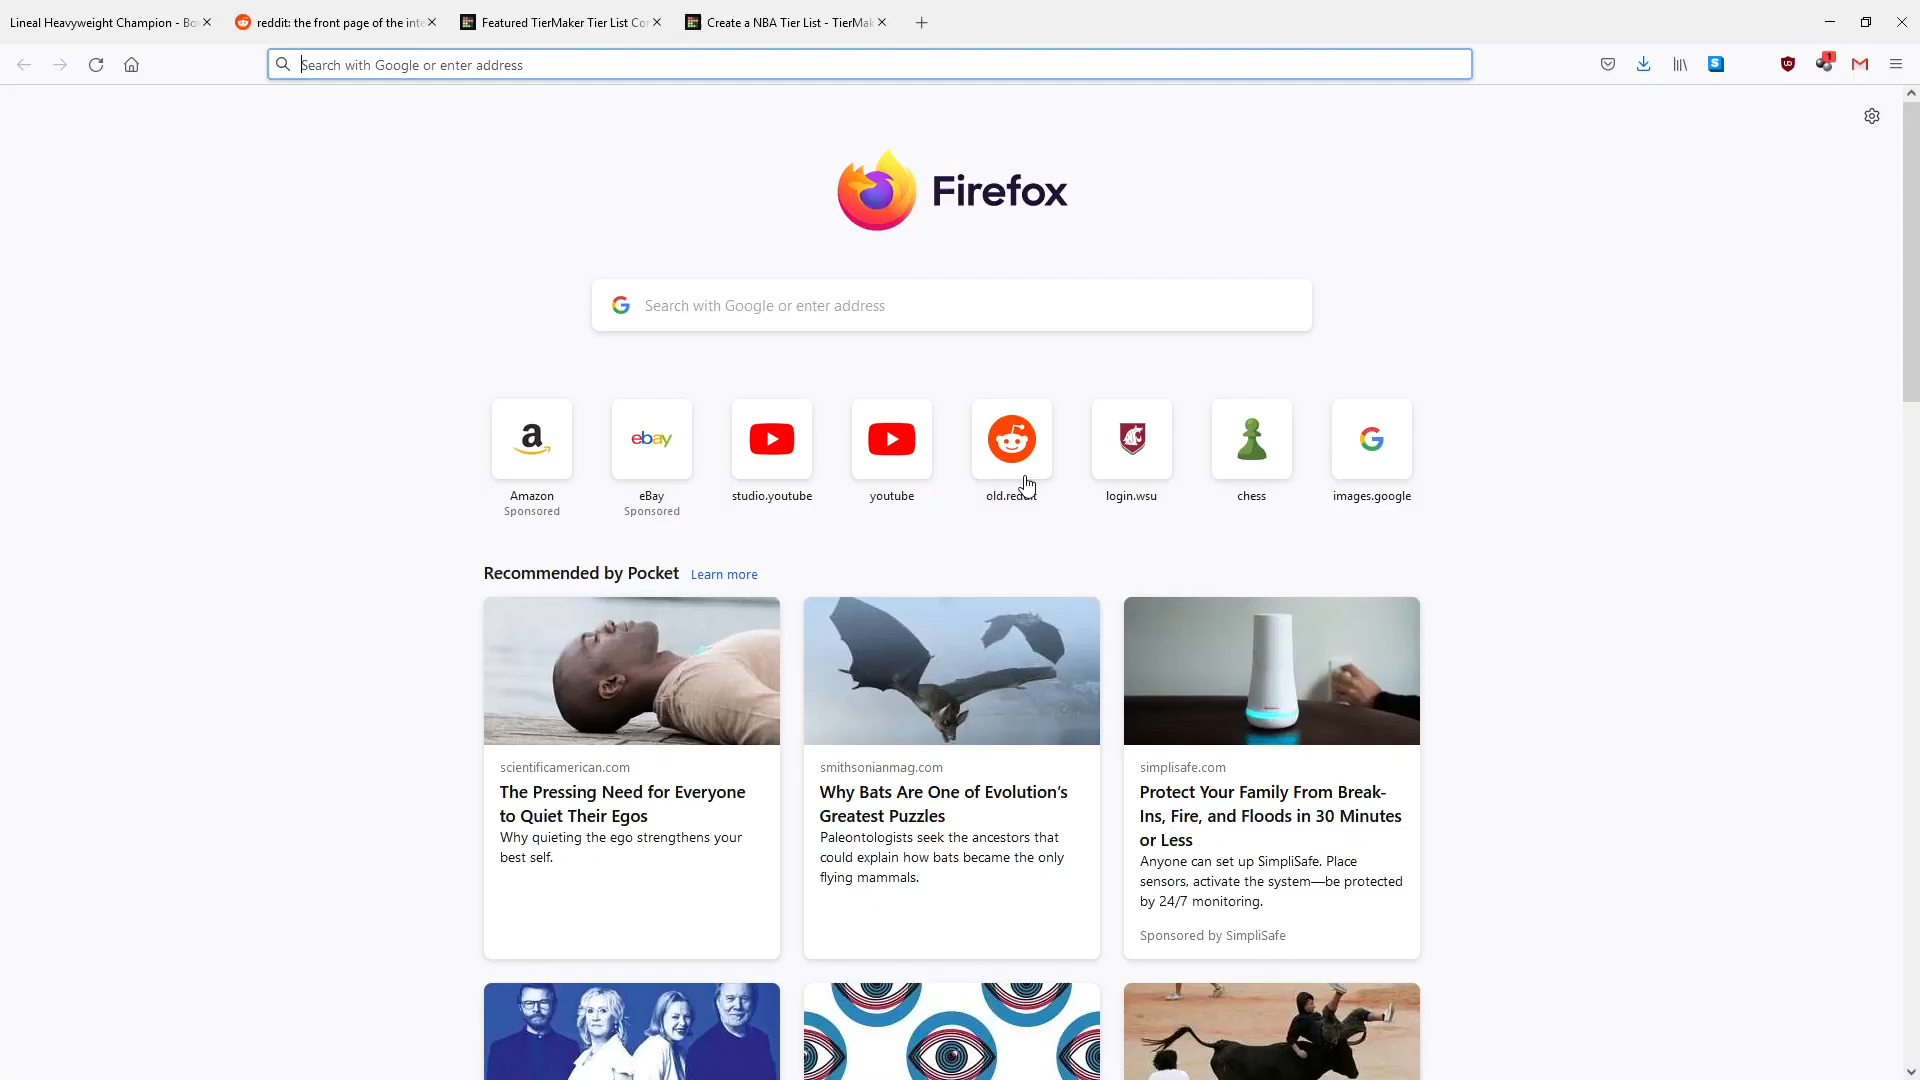 Lineal Heavyweight Champion - Bo
reddit: the front page of the inte
Featured TierMaker Tier List Co
Create a NBA Tier List - TierMak
Search with Google or enter address
S
1
Firefox
Search with Google or enter address
a
ebay
Amazon
Sponsored
eBay
Sponsored
studio.youtube
youtube
old.reddit
login.wsu
chess
images.google
Recommended by Pocket Learn more
scientificamerican.com
The Pressing Need for Everyone
to Quiet Their Egos
Why quieting the ego strengthens your
best self.
smithsonianmag.com
Why Bats Are One of Evolution’s
Greatest Puzzles
Paleontologists seek the ancestors that
could explain how bats became the only
flying mammals.
simplisafe.com
Protect Your Family From Break-
Ins, Fire, and Floods in 30 Minutes
or Less
Anyone can set up SimpliSafe. Place
sensors, activate the system—be protected
by 24/7 monitoring.
Sponsored by SimpliSafe